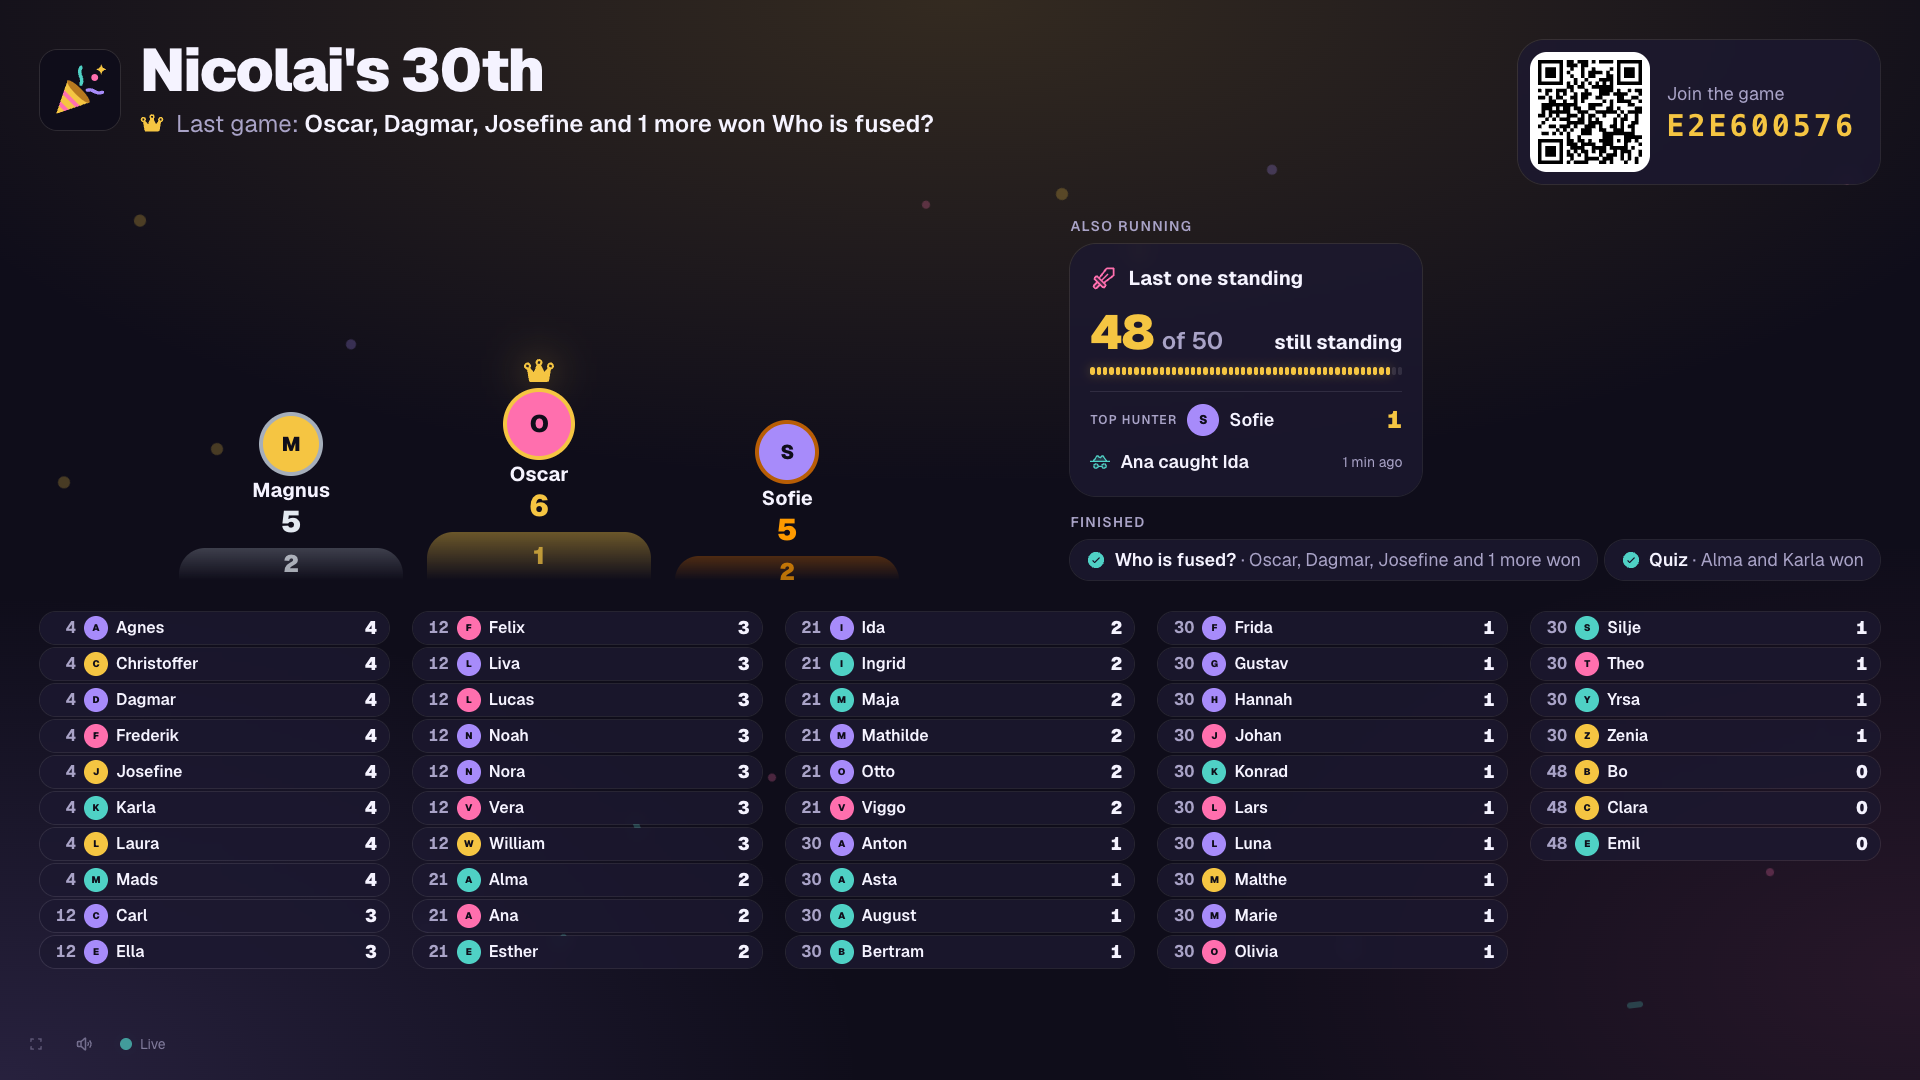 Nicolai's 30th
Last game: Oscar, Dagmar, Josefine and 1 more won Who is fused?
Join the game
E2E600576
M
Magnus
5
2
O
Oscar
6
1
S
Sofie
5
2
ALSO RUNNING
Last one standing
48 of 50 still standing
TOP HUNTER S Sofie 1
Ana caught Ida 1 min ago
FINISHED
Who is fused? · Oscar, Dagmar, Josefine and 1 more won
Quiz · Alma and Karla won
4 A Agnes 4
4 C Christoffer 4
4 D Dagmar 4
4 F Frederik 4
4 J Josefine 4
4 K Karla 4
4 L Laura 4
4 M Mads 4
12 C Carl 3
12 E Ella 3
12 F Felix 3
12 L Liva 3
12 L Lucas 3
12 N Noah 3
12 N Nora 3
12 V Vera 3
12 W William 3
21 A Alma 2
21 A Ana 2
21 E Esther 2
21 I Ida 2
21 I Ingrid 2
21 M Maja 2
21 M Mathilde 2
21 O Otto 2
21 V Viggo 2
30 A Anton 1
30 A Asta 1
30 A August 1
30 B Bertram 1
30 F Frida 1
30 G Gustav 1
30 H Hannah 1
30 J Johan 1
30 K Konrad 1
30 L Lars 1
30 L Luna 1
30 M Malthe 1
30 M Marie 1
30 O Olivia 1
30 S Silje 1
30 T Theo 1
30 Y Yrsa 1
30 Z Zenia 1
48 B Bo 0
48 C Clara 0
48 E Emil 0
Live